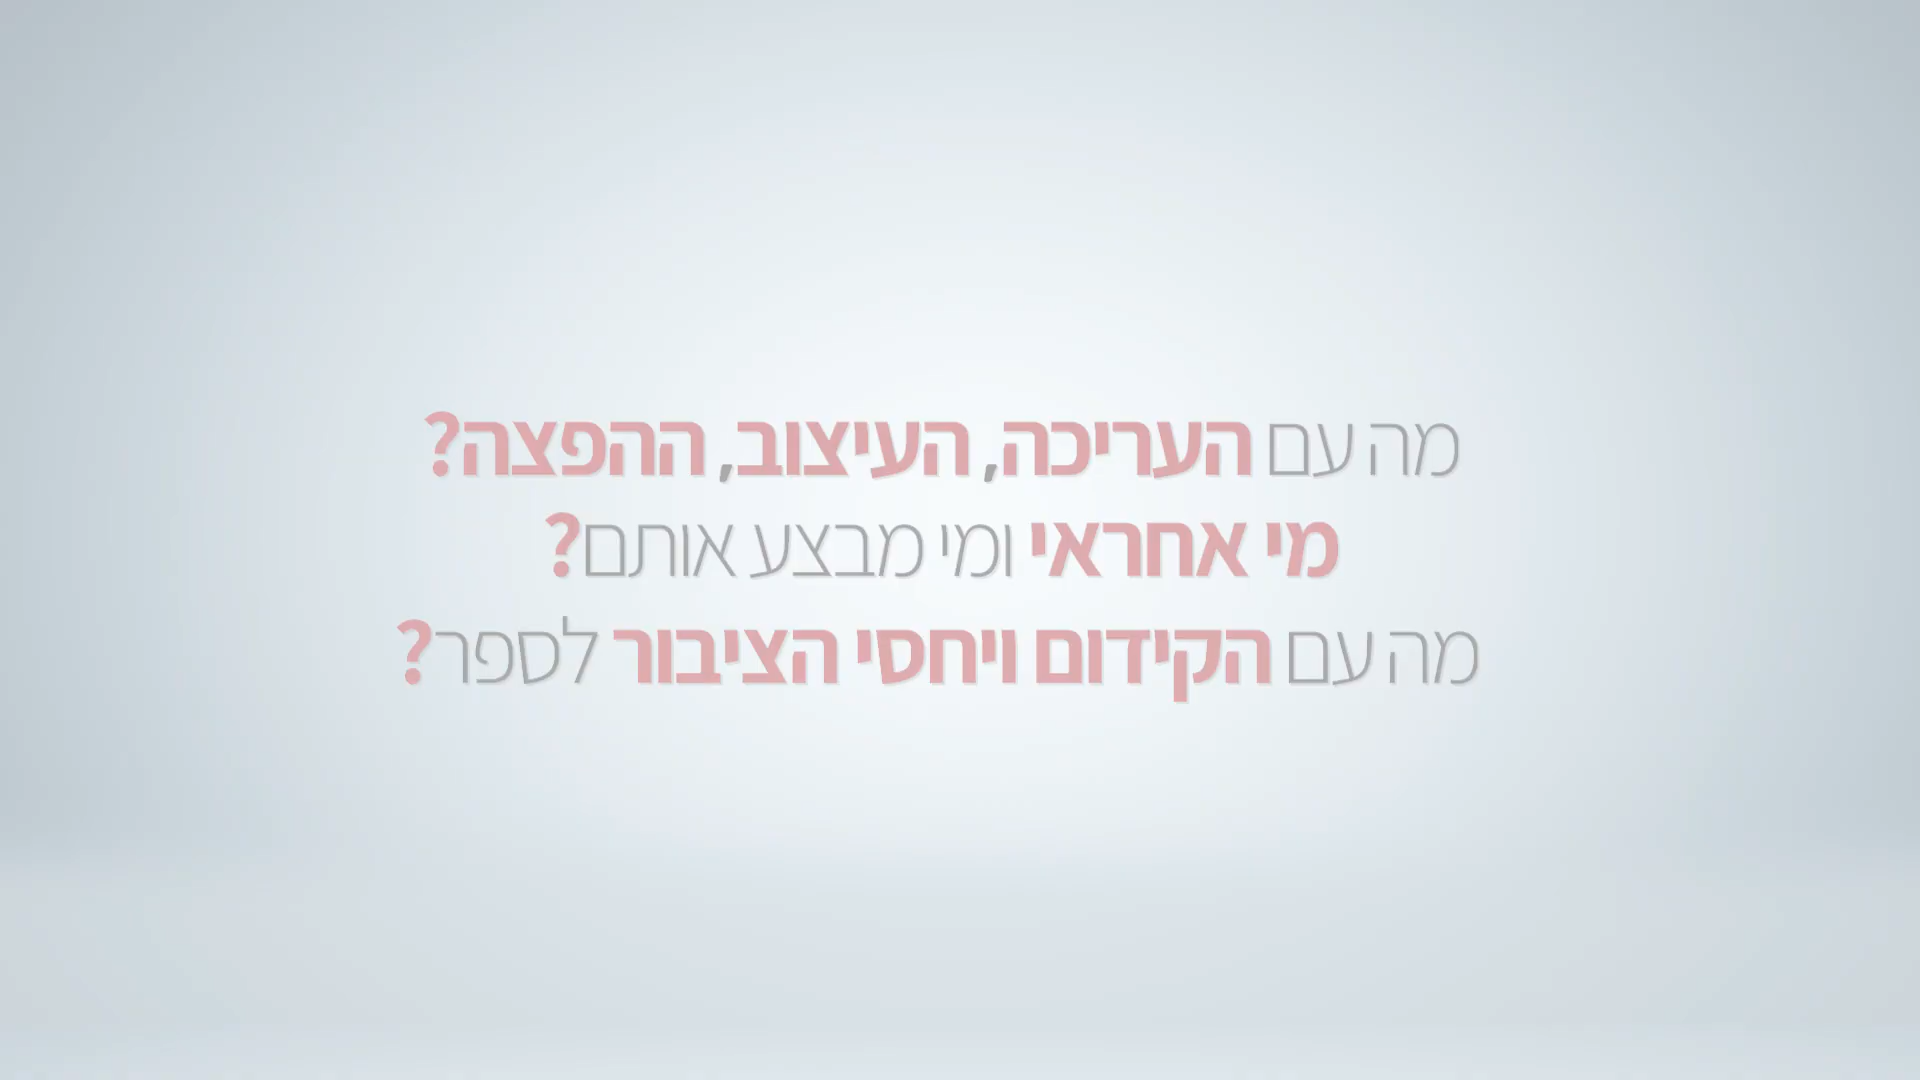 מה עם העריכה, העיצוב, ההפצה?
מי אחראי ומי מבצע אותם?
מה עם הקידום ויחסי הציבור לספר?